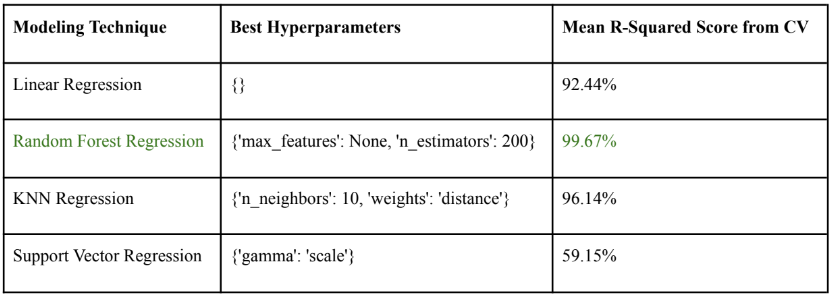 Modeling Technique Best Hyperparameters Mean R-Squared Score from CV
Linear Regression {} 92.44%
Random Forest Regression {'max_features': None, 'n_estimators': 200} 99.67%
KNN Regression {'n_neighbors': 10, 'weights': 'distance'} 96.14%
Support Vector Regression {'gamma': 'scale'} 59.15%